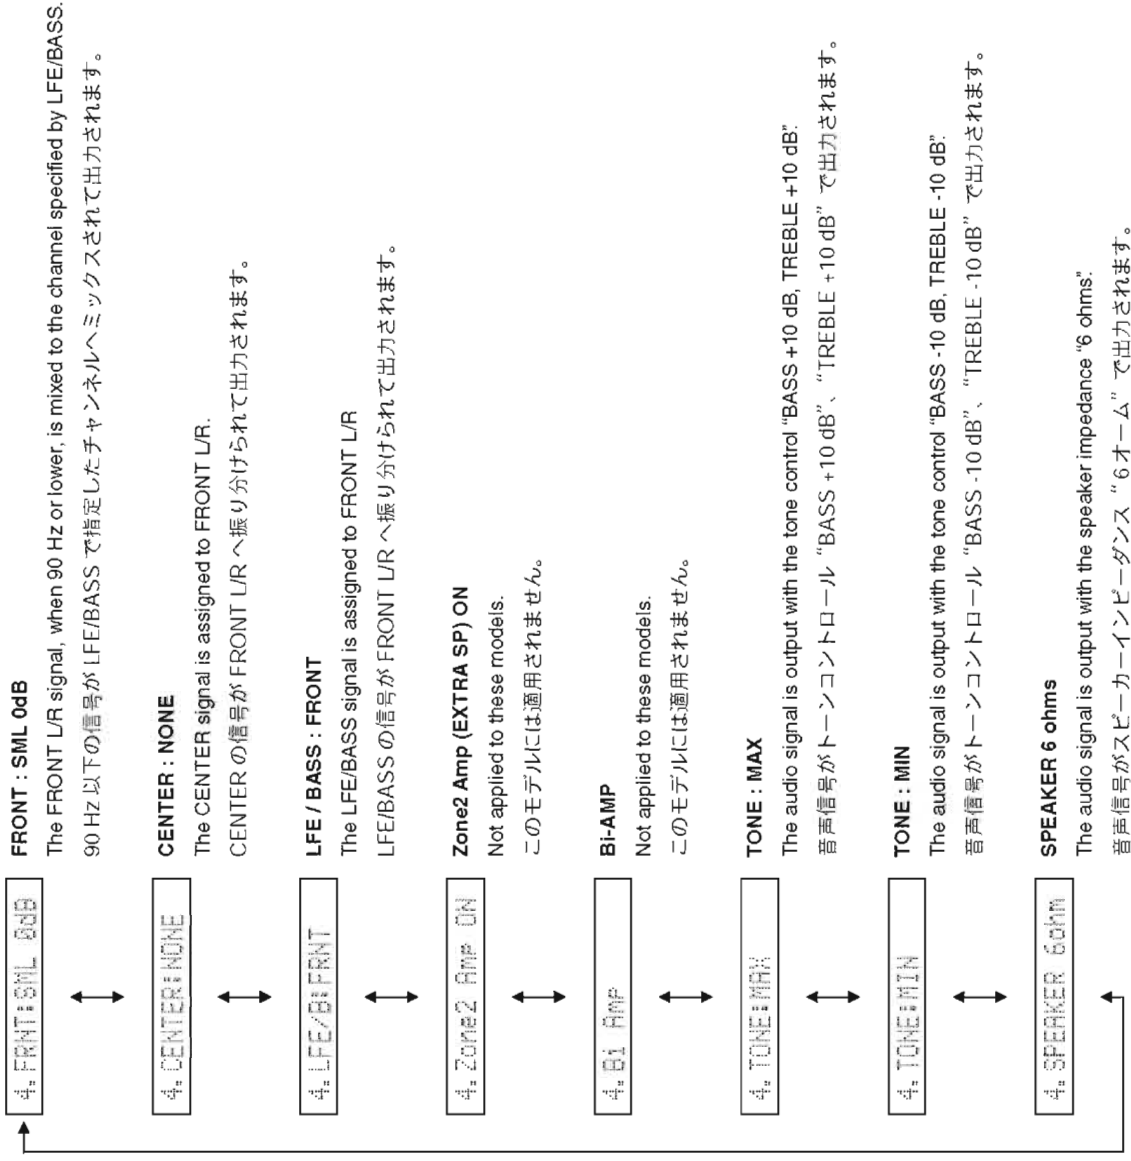 4.FRNT:SML 0dB
FRONT : SML 0dB
The FRONT L/R signal, when 90 Hz or lower, is mixed to the channel specified by LFE/BASS.
90 Hz 以下の信号が LFE/BASS で指定したチャンネルへミックスされて出力されます。
4.CENTER:NONE
CENTER : NONE
The CENTER signal is assigned to FRONT L/R.
CENTER の信号が FRONT L/R へ振り分けられて出力されます。
4.LFE/B:FRNT
LFE / BASS : FRONT
The LFE/BASS signal is assigned to FRONT L/R
LFE/BASS の信号が FRONT L/R へ振り分けられて出力されます。
4.Zone2 Amp ON
Zone2 Amp (EXTRA SP) ON
Not applied to these models.
このモデルには適用されません。
4.Bi Amp
Bi-AMP
Not applied to these models.
このモデルには適用されません。
4.TONE:MAX
TONE : MAX
The audio signal is output with the tone control “BASS +10 dB, TREBLE +10 dB”.
音声信号がトーンコントロール “BASS +10 dB”、“TREBLE +10 dB” で出力されます。
4.TONE:MIN
TONE : MIN
The audio signal is output with the tone control “BASS -10 dB, TREBLE -10 dB”.
音声信号がトーンコントロール “BASS -10 dB”、“TREBLE -10 dB” で出力されます。
4.SPEAKER 6ohm
SPEAKER 6 ohms
The audio signal is output with the speaker impedance “6 ohms”.
音声信号がスピーカーインピーダンス “6オーム” で出力されます。